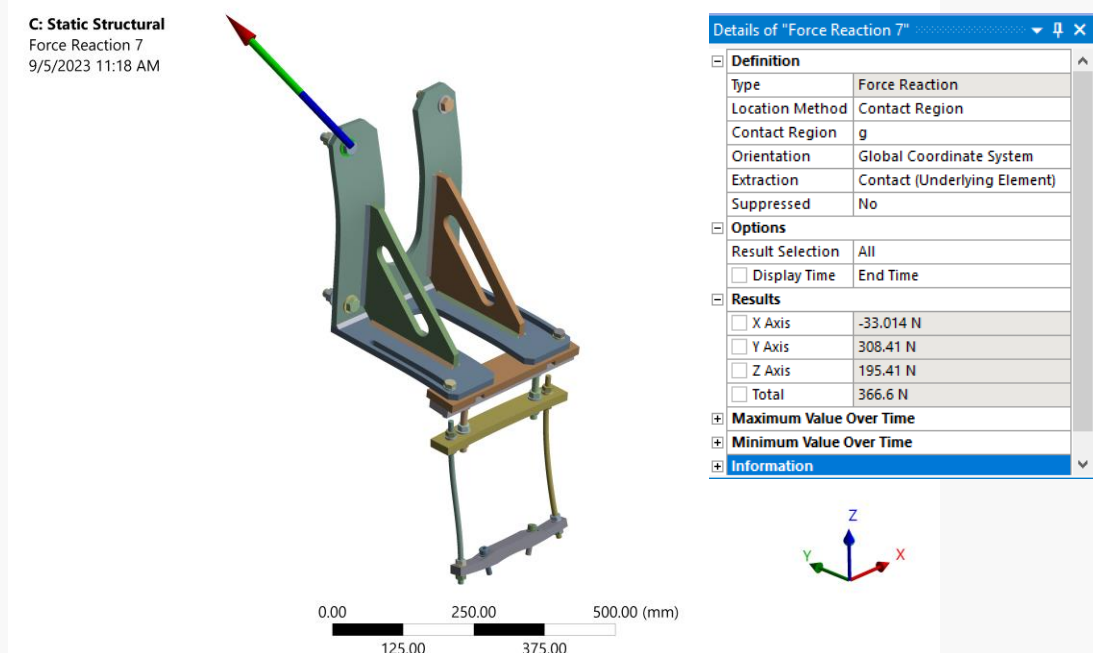 C: Static Structural
Force Reaction 7
9/5/2023 11:18 AM
Details of "Force Reaction 7"
Definition
Type Force Reaction
Location Method Contact Region
Contact Region g
Orientation Global Coordinate System
Extraction Contact (Underlying Element)
Suppressed No
Options
Result Selection All
Display Time End Time
Results
X Axis -33.014 N
Y Axis 308.41 N
Z Axis 195.41 N
Total 366.6 N
Maximum Value Over Time
Minimum Value Over Time
Information
Z
Y X
0.00 250.00 500.00 (mm)
125.00 375.00